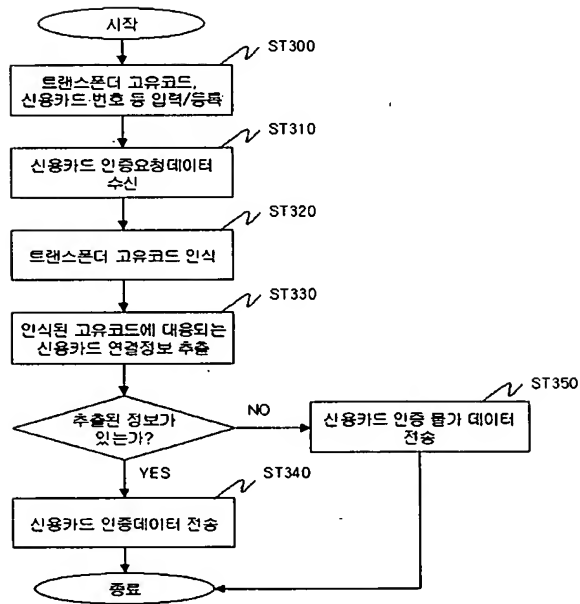 시작
ST300
트랜스폰더 고유코드,
신용카드 번호 등 입력/등록
ST310
신용카드 인증요청데이터
수신
ST320
트랜스폰더 고유코드 인식
ST330
인식된 고유코드에 대응되는
신용카드 연결정보 추출
추출된 정보가
있는가?
NO
ST350
신용카드 인증 불가 데이터
전송
YES
ST340
신용카드 인증데이터 전송
종료